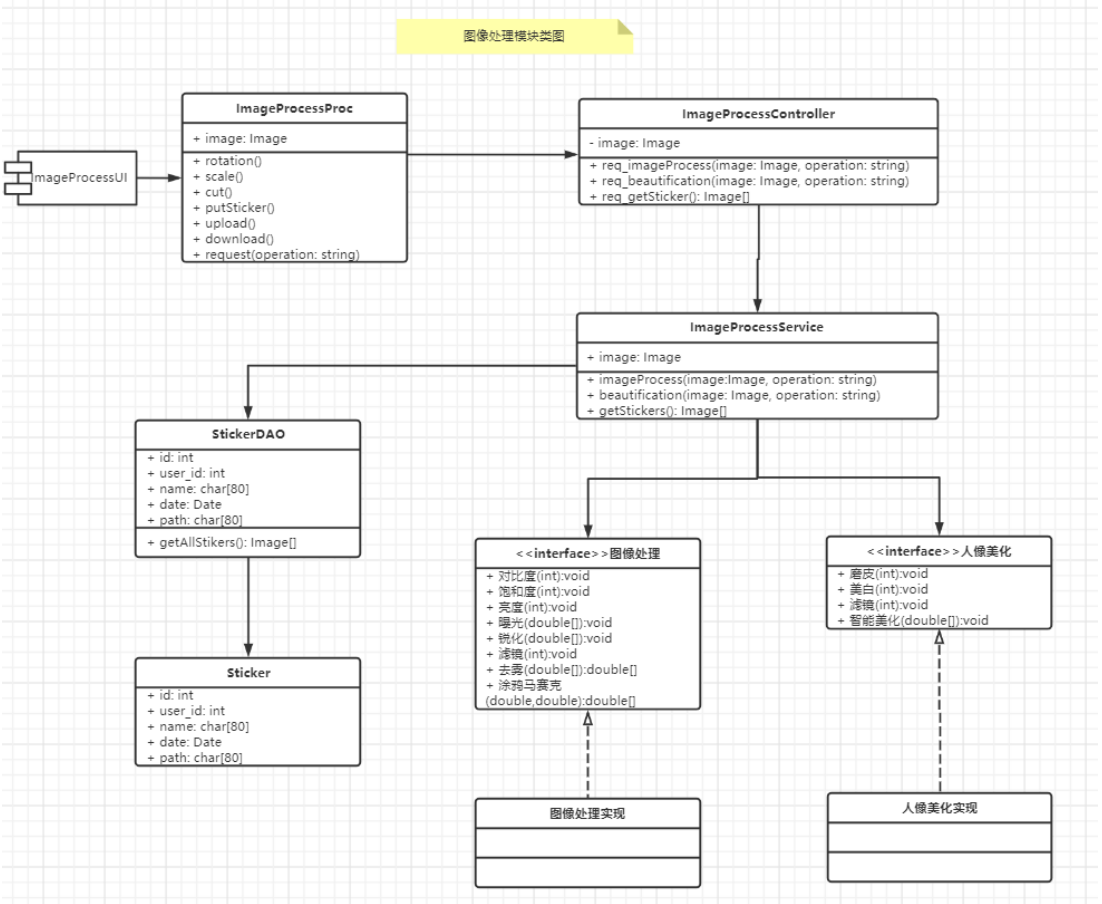 图像处理模块类图
ImageProcessUI
ImageProcessProc
+ image: Image
+ rotation()
+ scale()
+ cut()
+ putSticker()
+ upload()
+ download()
+ request(operation: string)
ImageProcessController
- image: Image
+ req_imageProcess(image: Image, operation: string)
+ req_beautification(image: Image, operation: string)
+ req_getSticker(): Image[]
ImageProcessService
+ image: Image
+ imageProcess(image:Image, operation: string)
+ beautification(image: Image, operation: string)
+ getStickers(): Image[]
StickerDAO
+ id: int
+ user_id: int
+ name: char[80]
+ date: Date
+ path: char[80]
+ getAllStikers(): Image[]
Sticker
+ id: int
+ user_id: int
+ name: char[80]
+ date: Date
+ path: char[80]
<<interface>>图像处理
+ 对比度(int):void
+ 饱和度(int):void
+ 亮度(int):void
+ 曝光(double[]):void
+ 锐化(double[]):void
+ 滤镜(int):void
+ 去雾(double[]):double[]
+ 涂鸦马赛克
(double,double):double[]
<<interface>>人像美化
+ 磨皮(int):void
+ 美白(int):void
+ 滤镜(int):void
+ 智能美化(double[]):void
图像处理实现
人像美化实现